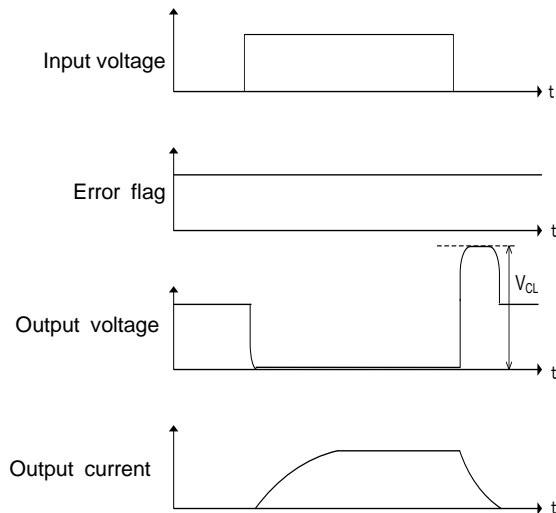 Input voltage
t
Error flag
t
V_CL
Output voltage
t
Output current
t